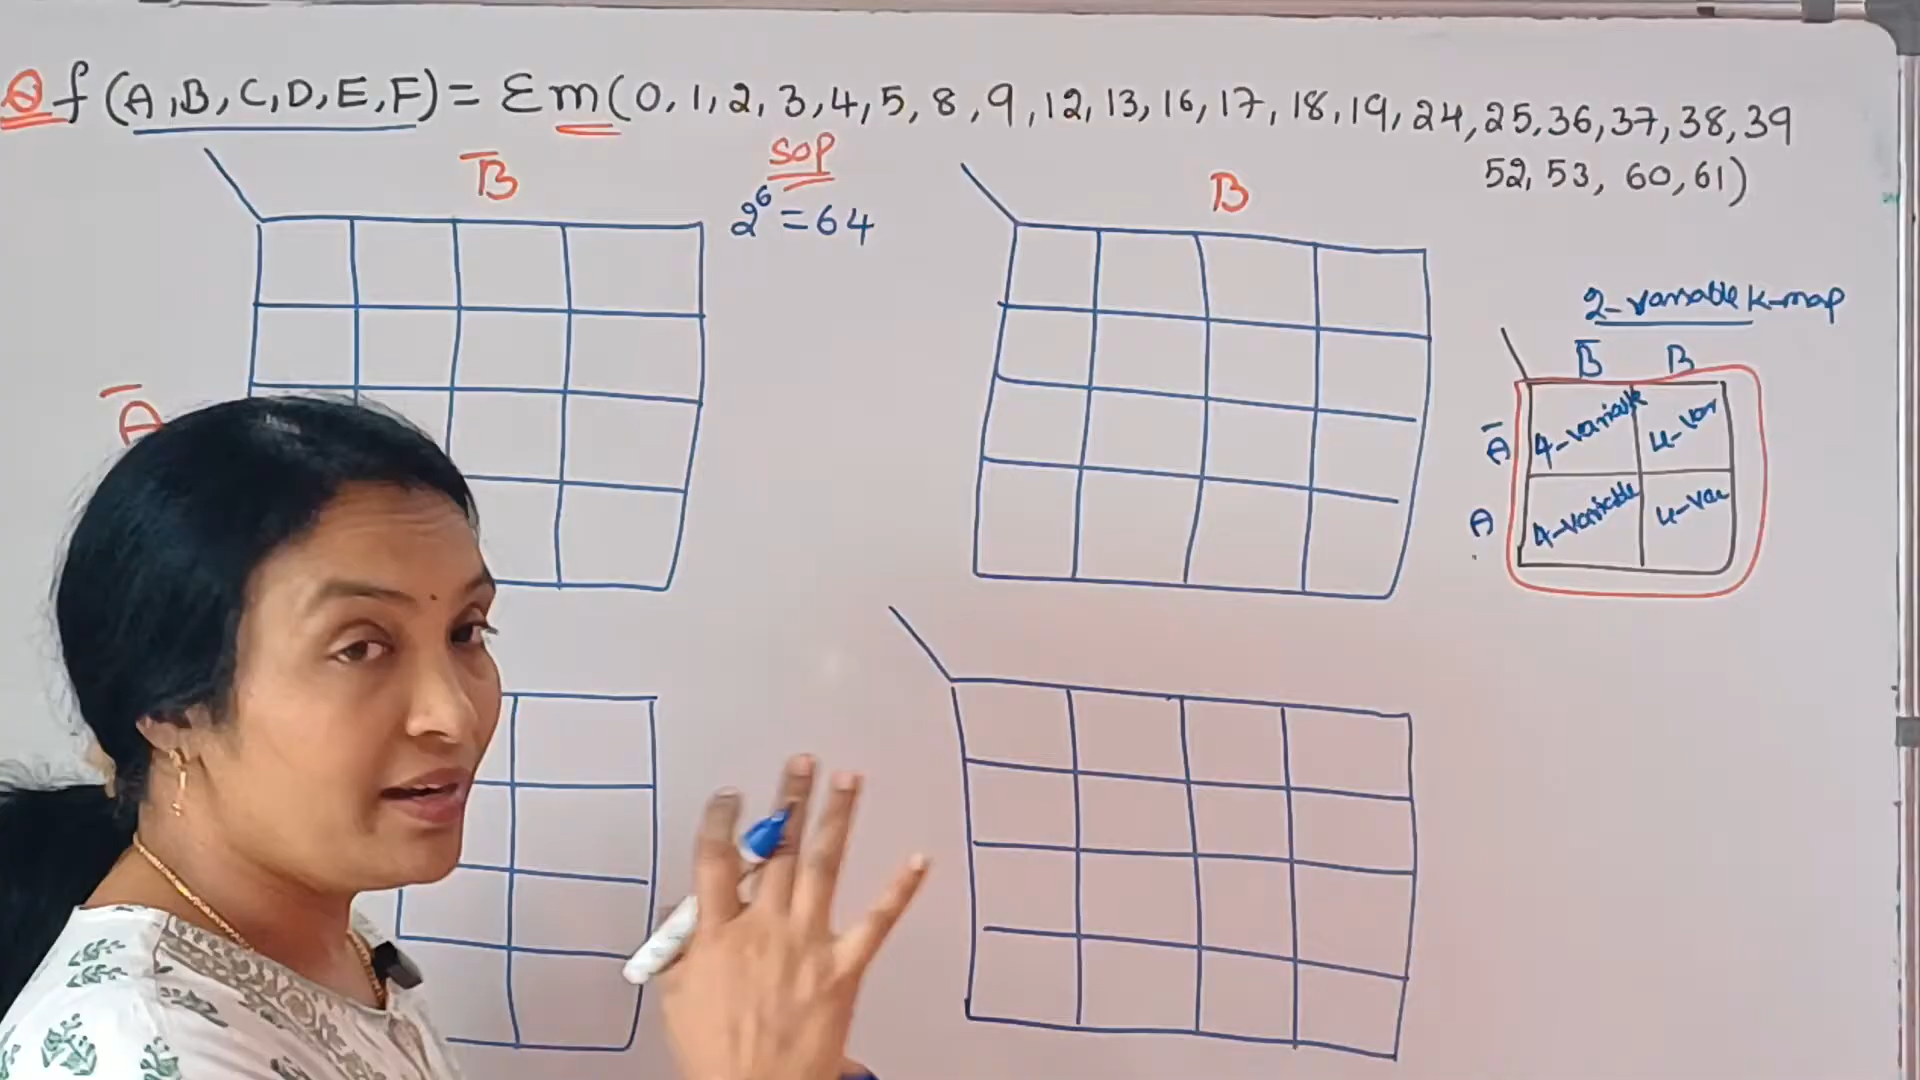 Q f(A,B,C,D,E,F) = Σm(0,1,2,3,4,5,8,9,12,13,16,17,18,19,24,25,36,37,38,39
52,53, 60,61)
SOP
B̅
2⁶=64
B
2-variable k-map
B̅ B
A̅ 4-variable 4-var
A 4-variable 4-var
A̅